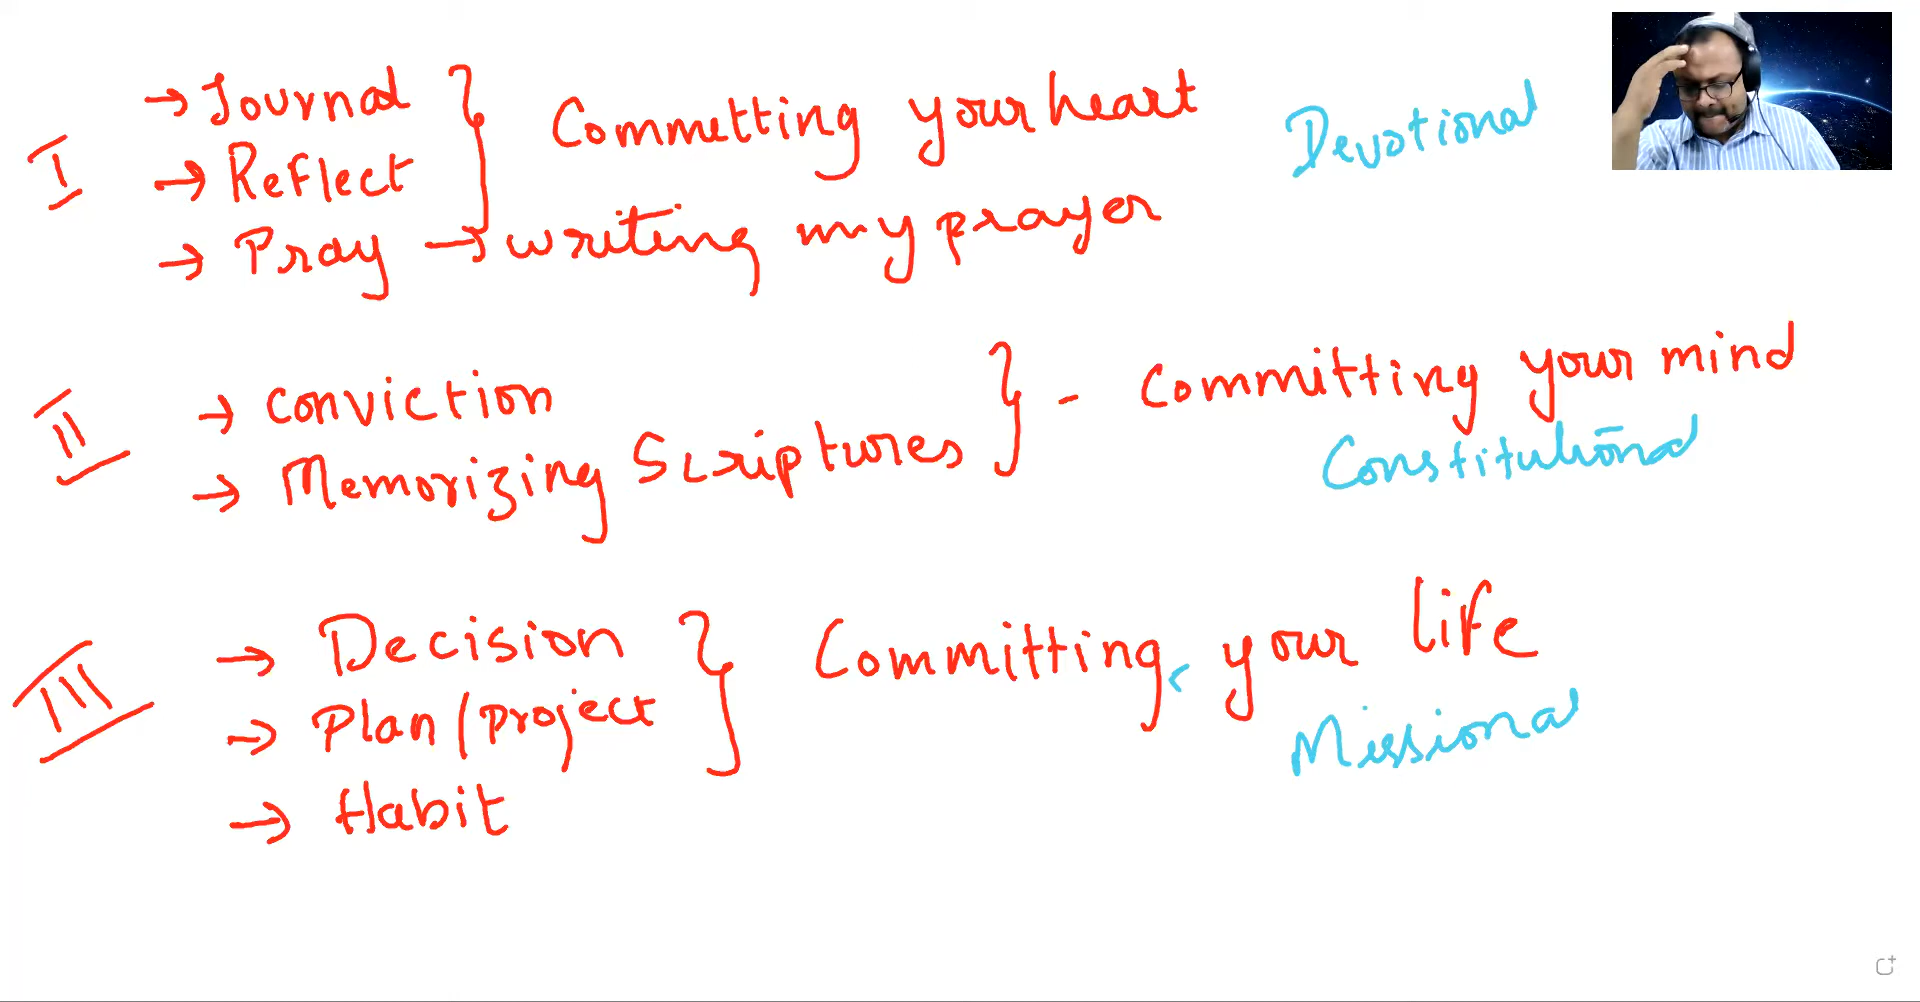 I → Journal } Committing your heart Devotional
→ Reflect
→ Pray → writing my prayer
II → conviction } - committing your mind
→ Memorizing Scriptures Constitutional
III → Decision } Committing your life
→ Plan/project Missional
→ Habit